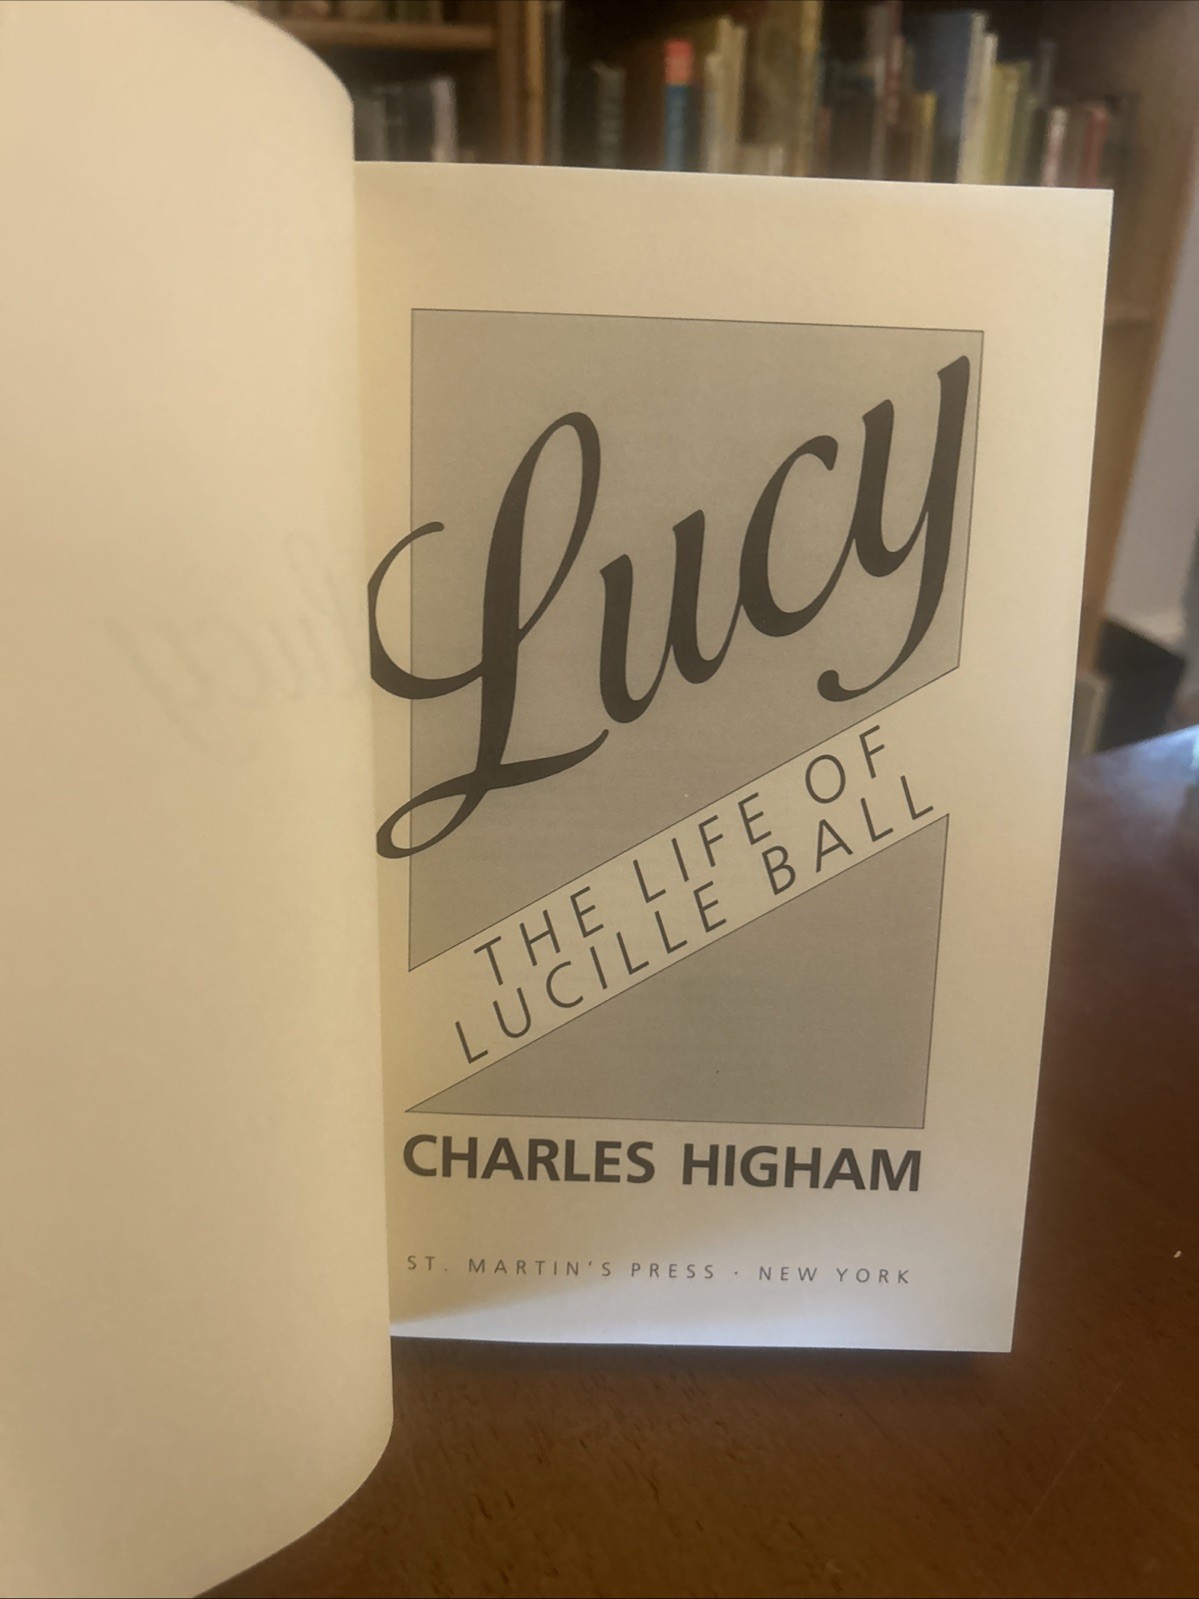 Lucy
THE LIFE OF
LUCILLE BALL
CHARLES HIGHAM
ST. MARTIN'S PRESS · NEW YORK